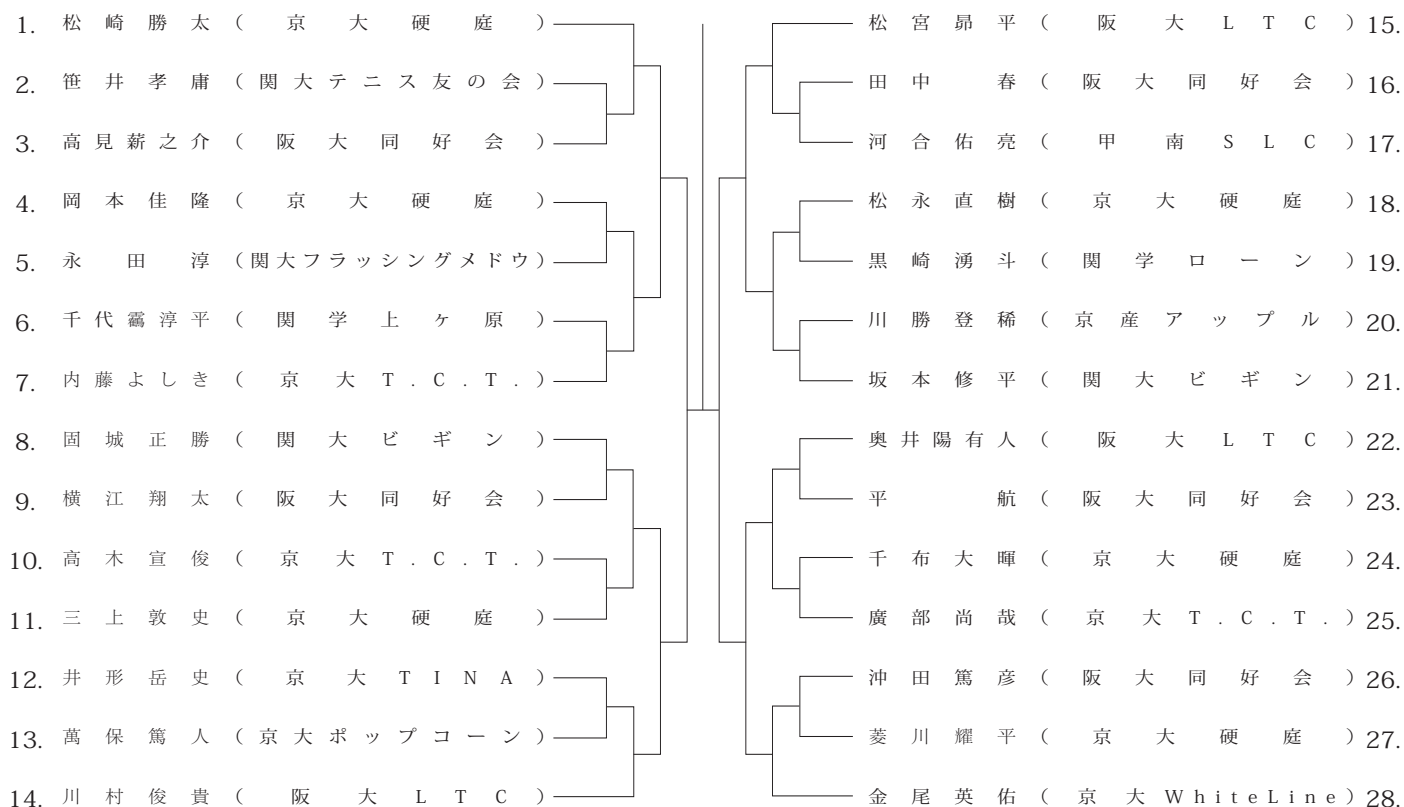 1. 松崎勝太（京大硬庭）
2. 笹井孝庸（関大テニス友の会）
3. 高見薪之介（阪大同好会）
4. 岡本佳隆（京大硬庭）
5. 永田淳（関大フラッシングメドウ）
6. 千代靏淳平（関学上ヶ原）
7. 内藤よしき（京大T.C.T.）
8. 固城正勝（関大ビギン）
9. 横江翔太（阪大同好会）
10. 高木宣俊（京大T.C.T.）
11. 三上敦史（京大硬庭）
12. 井形岳史（京大TINA）
13. 萬保篤人（京大ポップコーン）
14. 川村俊貴（阪大LTC）
松宮昴平（阪大LTC）15.
田中春（阪大同好会）16.
河合佑亮（甲南SLC）17.
松永直樹（京大硬庭）18.
黒崎湧斗（関学ローン）19.
川勝登稀（京産アップル）20.
坂本修平（関大ビギン）21.
奥井陽有人（阪大LTC）22.
平航（阪大同好会）23.
千布大暉（京大硬庭）24.
廣部尚哉（京大T.C.T.）25.
沖田篤彦（阪大同好会）26.
菱川耀平（京大硬庭）27.
金尾英佑（京大WhiteLine）28.